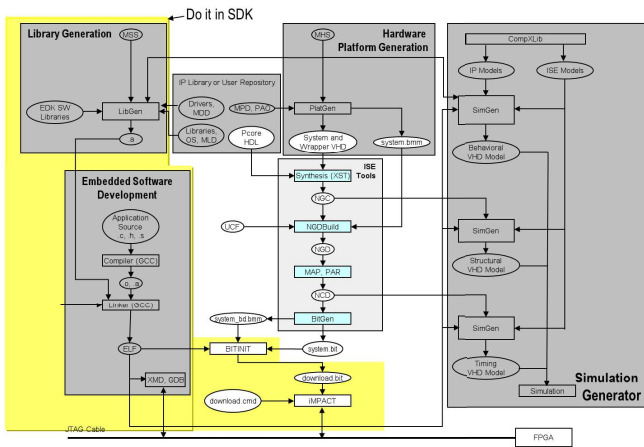 Do it in SDK
Library Generation
MSS
EDK SW
Libraries
LibGen
.a
IP Library or User Repository
Drivers,
MDD
MPD, PAO
Libraries,
OS, MLD
Pcore
HDL
Hardware
Platform Generation
MHS
PlatGen
System and
Wrapper VHD
system.bmm
CompXLib
IP Models
ISE Models
SimGen
Behavioral
VHD Model
ISE
Tools
Synthesis (XST)
NGC
UCF
NGDBuild
NGD
MAP, PAR
NCD
BitGen
system_bd.bmm
system.bit
SimGen
Structural
VHD Model
SimGen
Timing
VHD Model
Simulation
Simulation
Generator
Embedded Software
Development
Application
Source
.c, .h, .s
Compiler (GCC)
.o, .a
Linker (GCC)
ELF
XMD, GDB
BITINIT
download.bit
download.cmd
iMPACT
JTAG Cable
FPGA